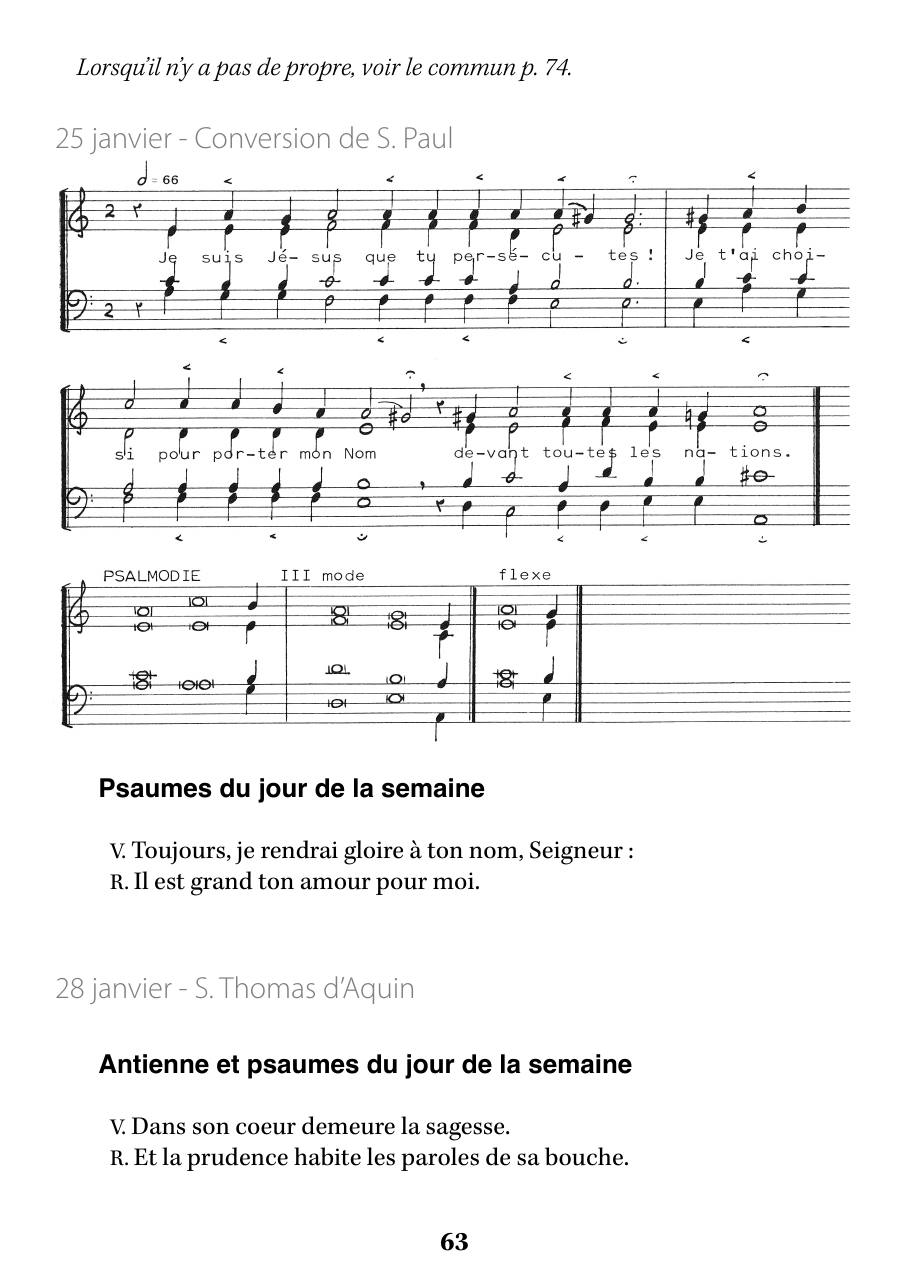 Lorsqu'il n'y a pas de propre, voir le commun p. 74.
25 janvier - Conversion de S. Paul
= 66
Je suis Jé- sus que tu per-sé- cu - tes ! Je t'ai choi-
si pour por-ter mon Nom de-vant tou-tes les na- tions.
PSALMODIE III mode flexe
Psaumes du jour de la semaine
V. Toujours, je rendrai gloire à ton nom, Seigneur :
R. Il est grand ton amour pour moi.
28 janvier - S. Thomas d'Aquin
Antienne et psaumes du jour de la semaine
V. Dans son coeur demeure la sagesse.
R. Et la prudence habite les paroles de sa bouche.
63